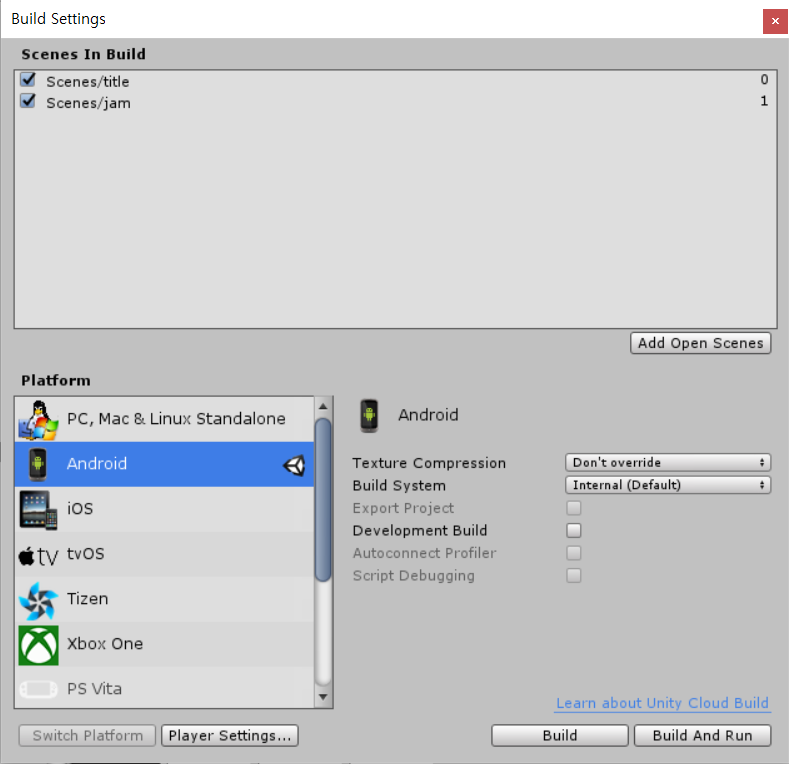 Build Settings
Scenes In Build
Scenes/title 0
Scenes/jam 1
Add Open Scenes
Platform
PC, Mac & Linux Standalone
Android
iOS
tv tvOS
Tizen
Xbox One
PS Vita
Android
Texture Compression Don't override
Build System Internal (Default)
Export Project
Development Build
Autoconnect Profiler
Script Debugging
Learn about Unity Cloud Build
Switch Platform Player Settings... Build Build And Run